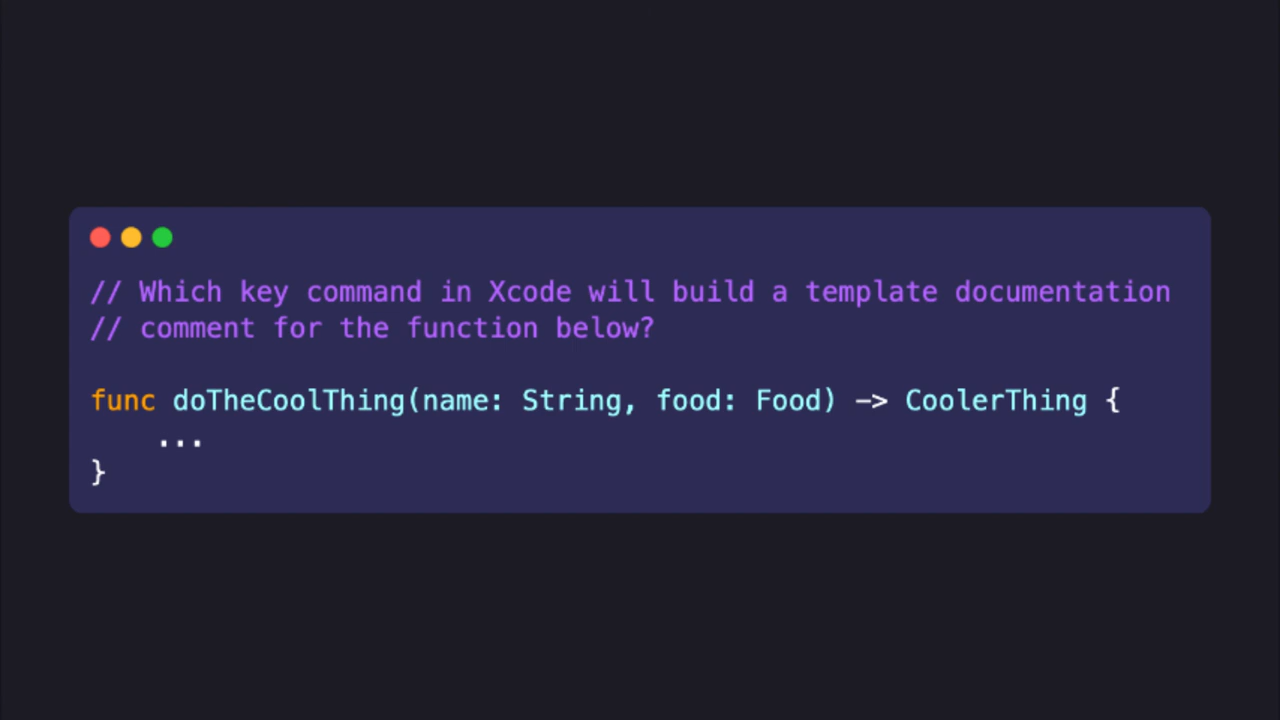 // Which key command in Xcode will build a template documentation
// comment for the function below?
func doTheCoolThing(name: String, food: Food) -> CoolerThing {
...
}